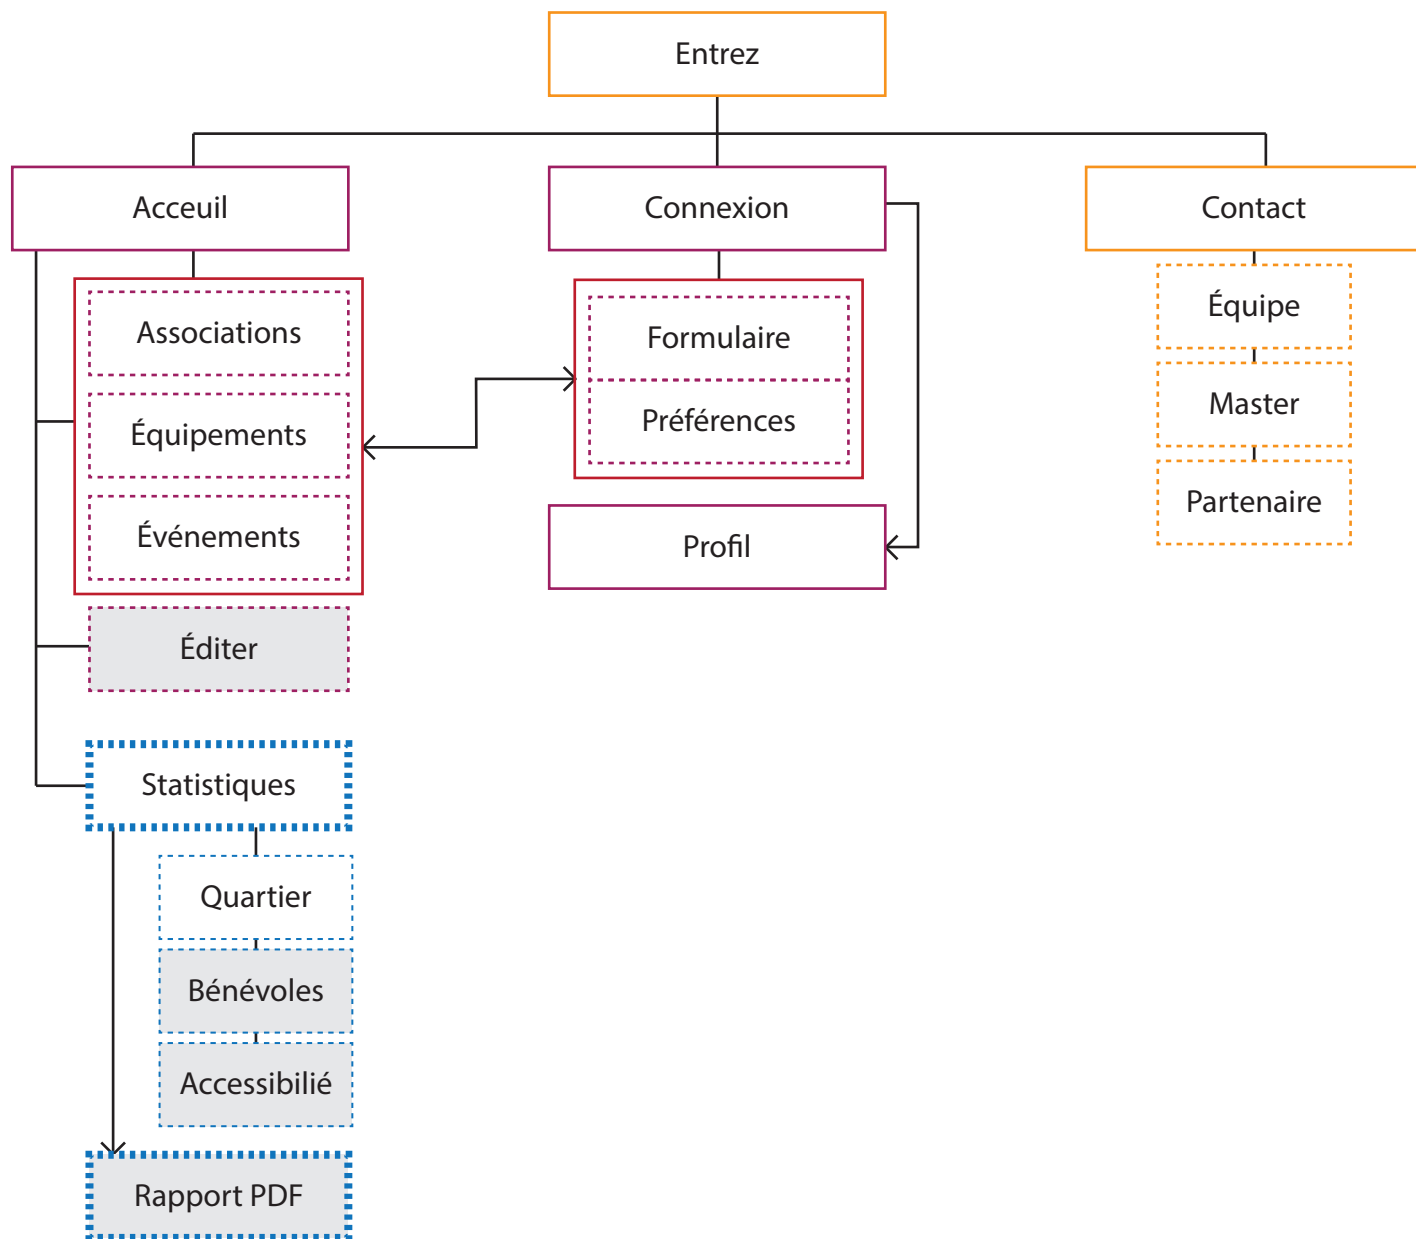 Entrez
Acceuil
Connexion
Contact
Associations
Équipements
Événements
Éditer
Statistiques
Quartier
Bénévoles
Accessibilié
Rapport PDF
Formulaire
Préférences
Profil
Équipe
Master
Partenaire